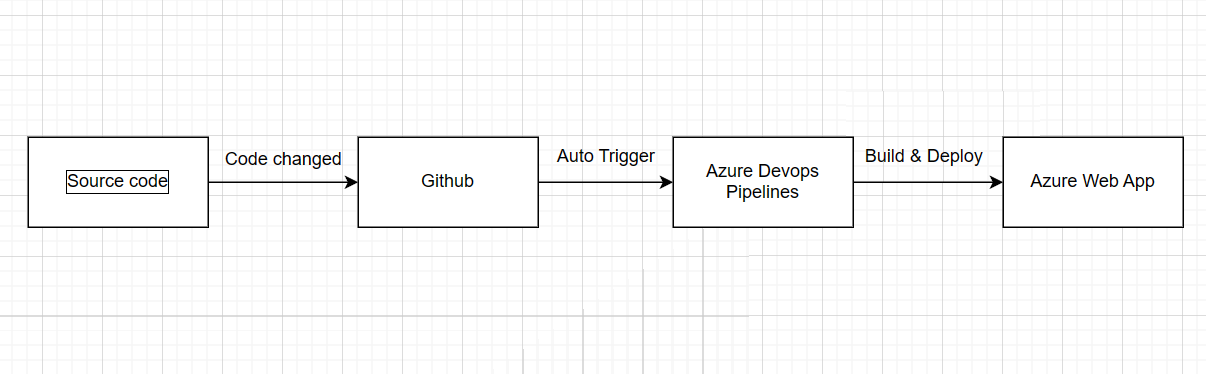 Source code
Code changed
Github
Auto Trigger
Azure Devops
Pipelines
Build & Deploy
Azure Web App